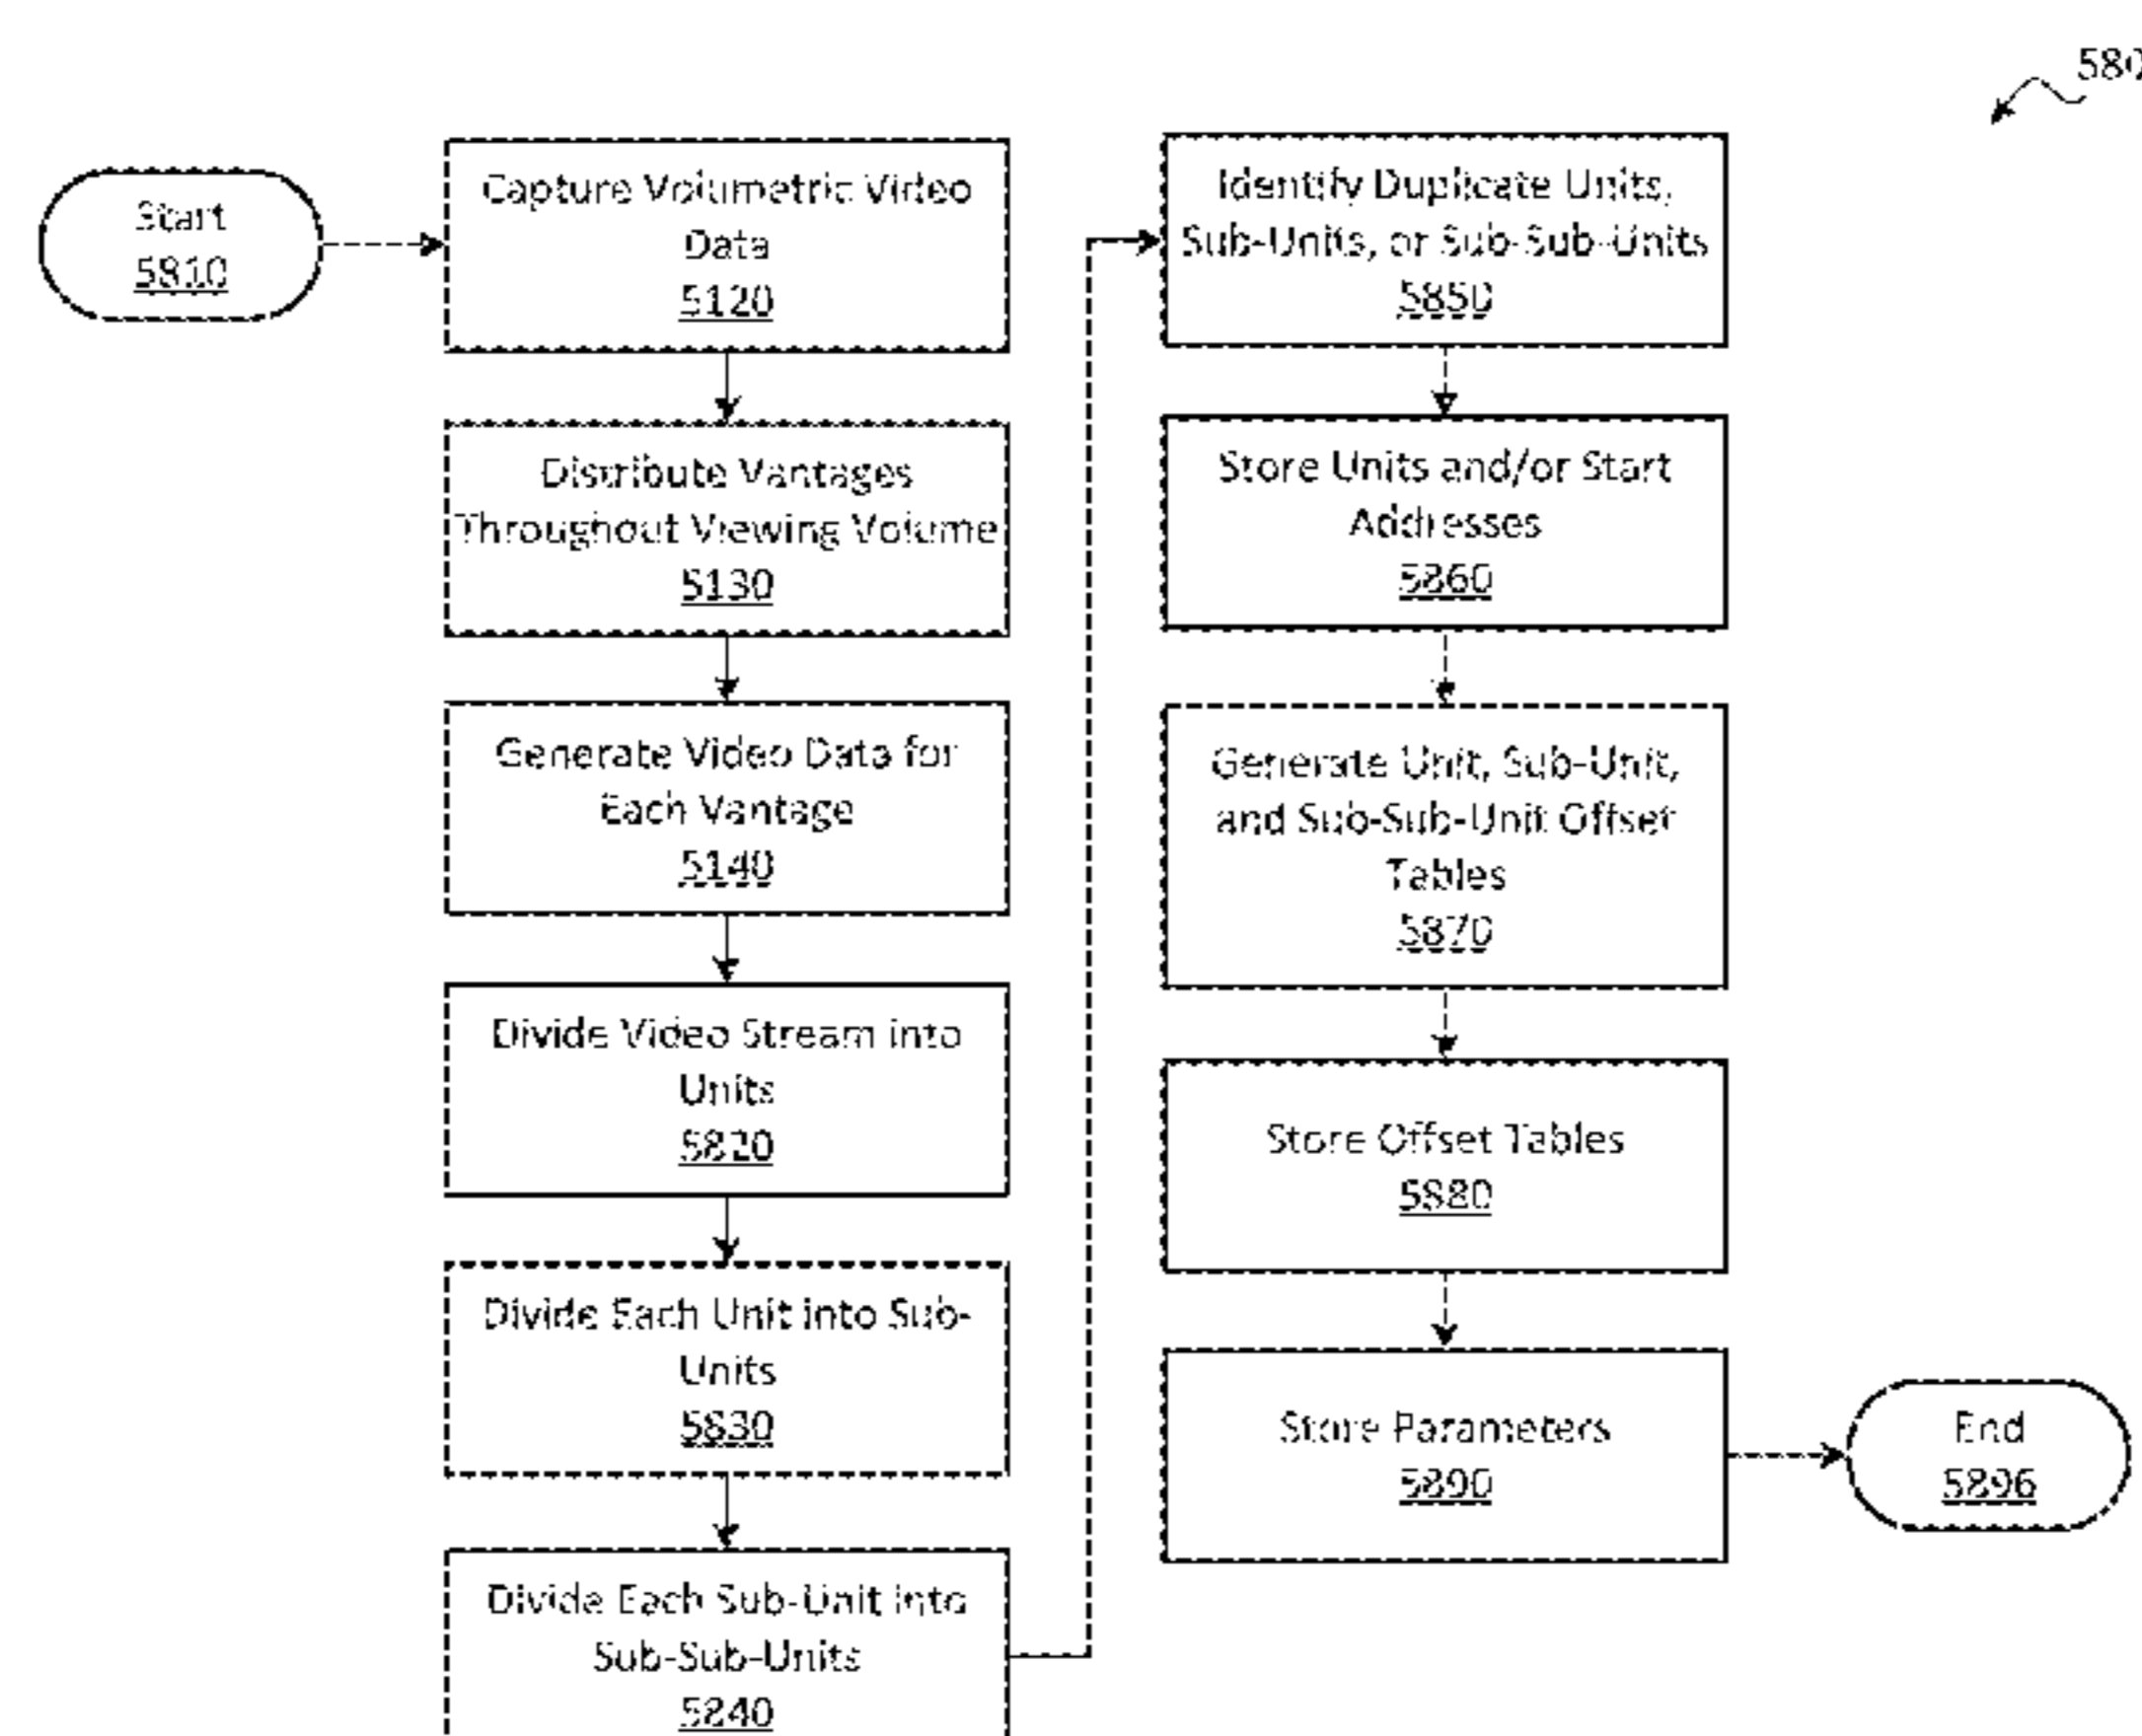 580
Start
5810
Capture Volumetric Video
Data
5120
Distribute Vantages
Throughout Viewing Volume
5130
Generate Video Data for
Each Vantage
5140
Divide Video Stream into
Units
5820
Divide Each Unit into Sub-
Units
5830
Divide Each Sub-Unit into
Sub-Sub-Units
5840
Identify Duplicate Units,
Sub-Units, or Sub-Sub-Units
5850
Store Units and/or Start
Addresses
5860
Generate Unit, Sub-Unit,
and Sub-Sub-Unit Offset
Tables
5870
Store Offset Tables
5880
Store Parameters
5890
End
5896